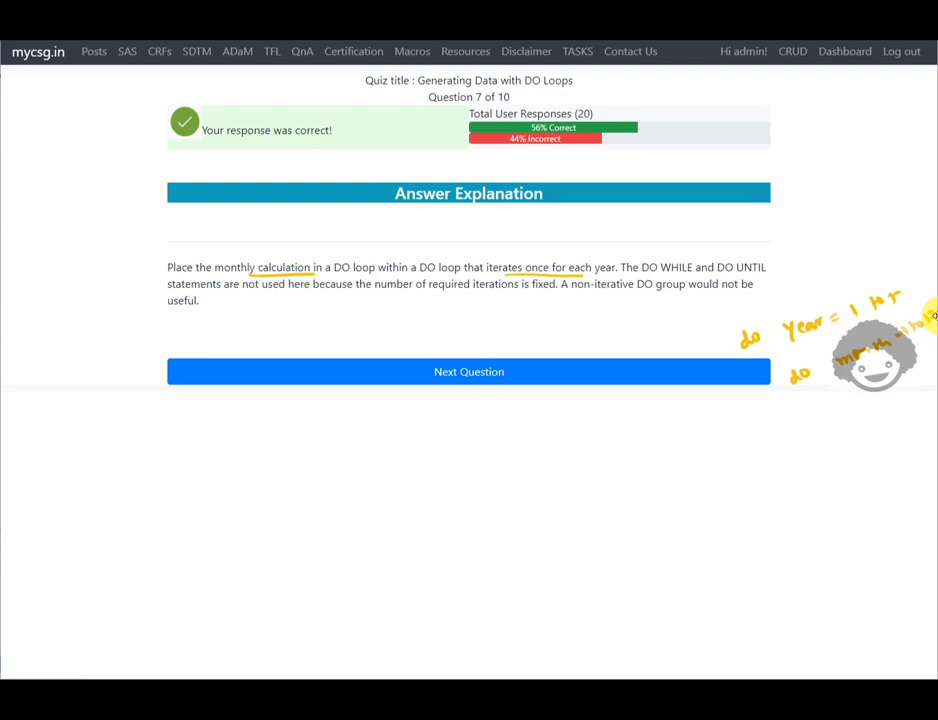 mycsg.in Posts SAS CRFs SDTM ADaM TFL QnA Certification Macros Resources Disclaimer TASKS Contact Us Hi admin! CRUD Dashboard Log out
Quiz title : Generating Data with DO Loops
Question 7 of 10
Your response was correct!
Total User Responses (20)
56% Correct
44% Incorrect
Answer Explanation
Place the monthly calculation in a DO loop within a DO loop that iterates once for each year. The DO WHILE and DO UNTIL
statements are not used here because the number of required iterations is fixed. A non-iterative DO group would not be
useful.
do year = 1 to
do month = 1 to
Next Question